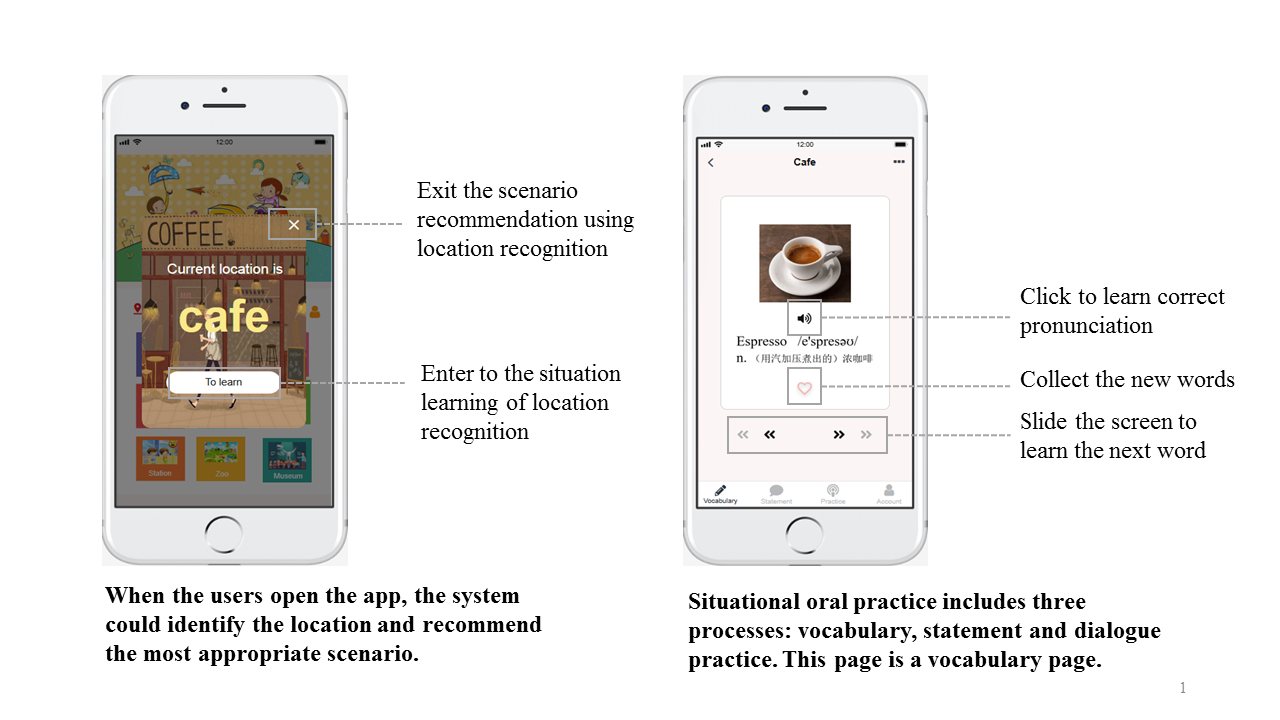 12:00
COFFEE
Current location is
cafe
To learn
Station
Zoo
Museum
Exit the scenario
recommendation using
location recognition
Enter to the situation
learning of location
recognition
When the users open the app, the system
could identify the location and recommend
the most appropriate scenario.
12:00
Cafe
Espresso /e'spresəʊ/
n. （用汽加压煮出的）浓咖啡
Vocabulary
Statement
Practice
Account
Click to learn correct
pronunciation
Collect the new words
Slide the screen to
learn the next word
Situational oral practice includes three
processes: vocabulary, statement and dialogue
practice. This page is a vocabulary page.
1